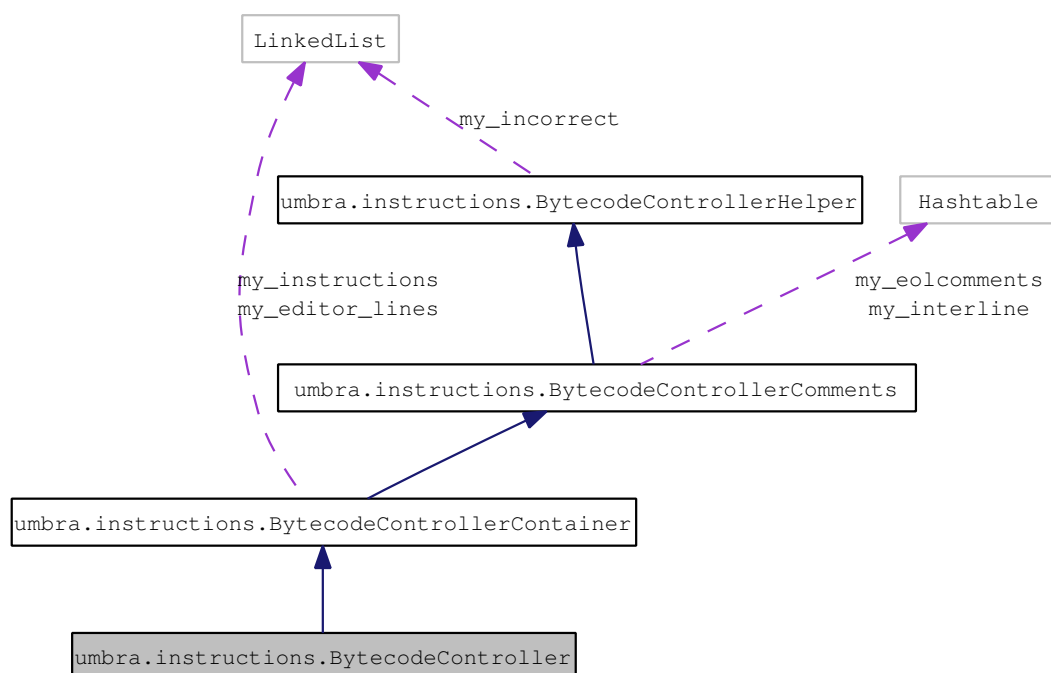 LinkedList
my_incorrect
umbra.instructions.BytecodeControllerHelper
Hashtable
my_instructions
my_editor_lines
my_eolcomments
my_interline
umbra.instructions.BytecodeControllerComments
umbra.instructions.BytecodeControllerContainer
umbra.instructions.BytecodeController